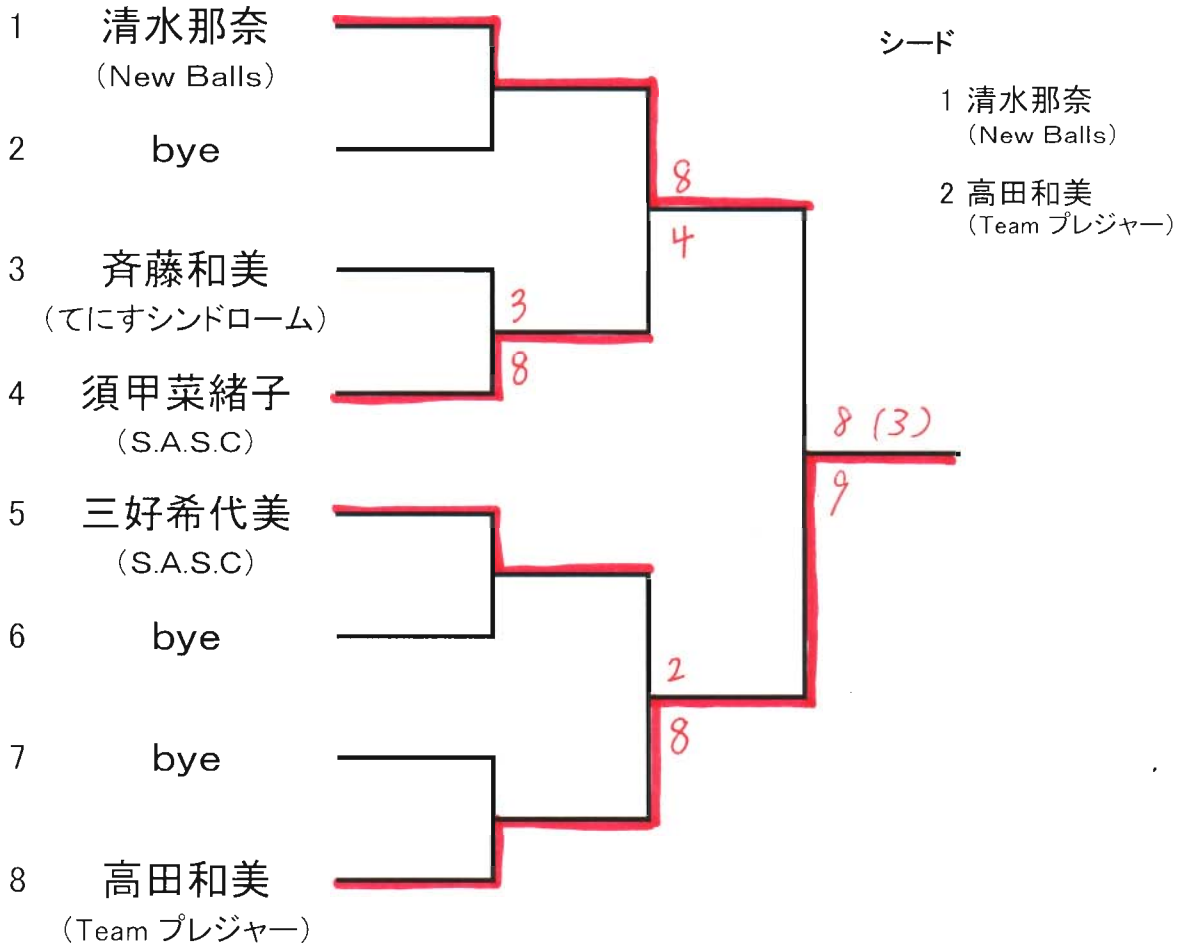 1 清水那奈
(New Balls)
2 bye
3 斉藤和美
(てにすシンドローム)
4 須甲菜緒子
(S.A.S.C)
5 三好希代美
(S.A.S.C)
6 bye
7 bye
8 高田和美
(Team プレジャー)
3
8
8
4
2
8
8 (3)
9
シード
1 清水那奈
(New Balls)
2 高田和美
(Team プレジャー)